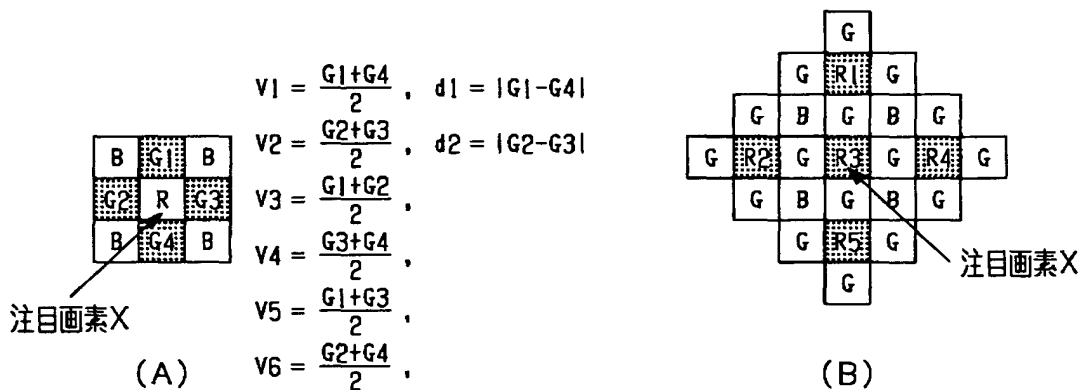 B G1 B
G2 R G3
B G4 B
注目画素X
(A)
V1 = G1+G4/2 , d1 = |G1-G4|
V2 = G2+G3/2 , d2 = |G2-G3|
V3 = G1+G2/2 ,
V4 = G3+G4/2 ,
V5 = G1+G3/2 ,
V6 = G2+G4/2 ,
G
G R1 G
G B G B G
G R2 G R3 G R4 G
G B G B G
G R5 G
G
注目画素X
(B)